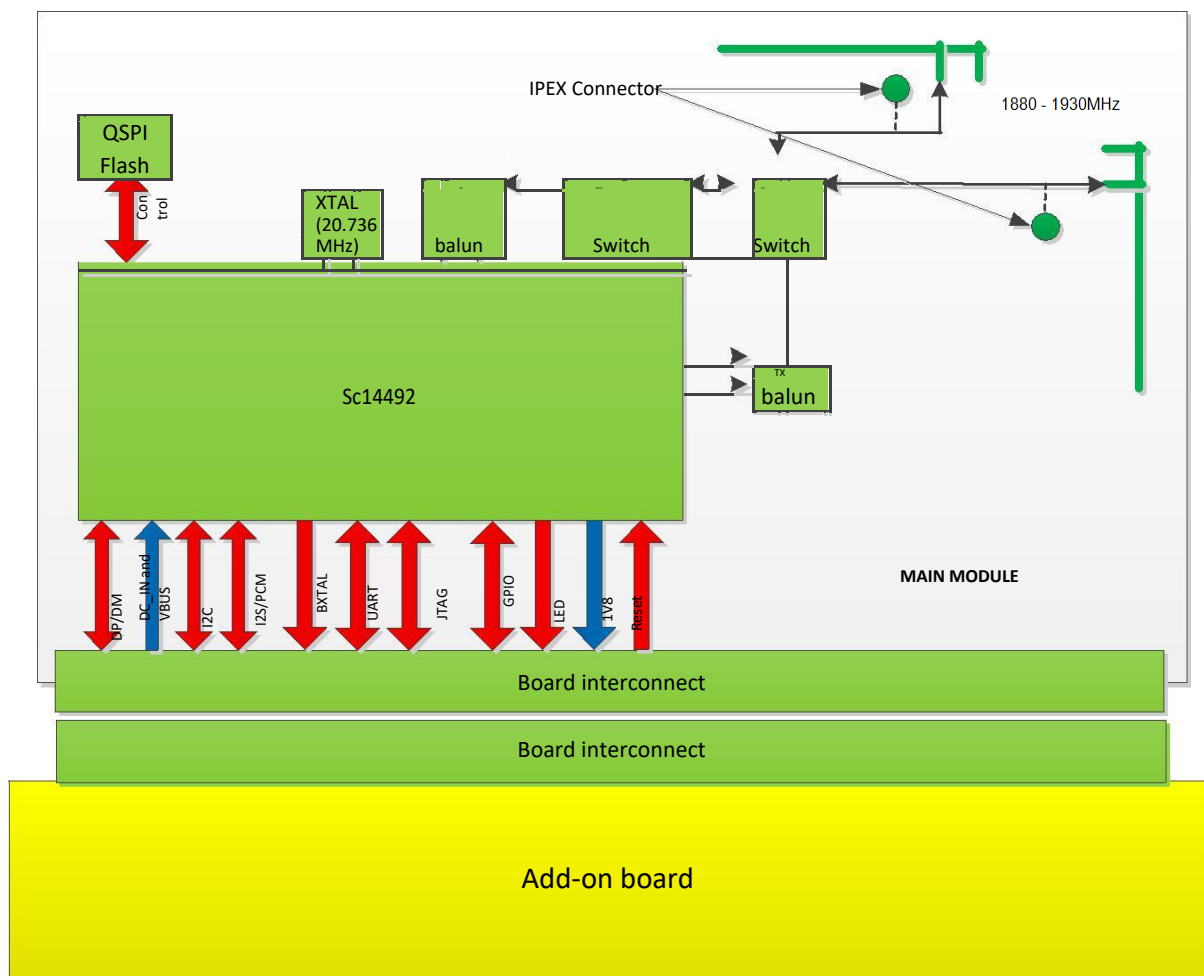 IPEX Connector
1880 - 1930MHz
QSPI
Flash
Con
trol
XTAL
(20.736
MHz)
balun
Switch
Switch
TX
balun
Sc14492
DP/DM
DC_IN and
VBUS
I2C
I2S/PCM
BXTAL
UART
JTAG
GPIO
LED
1V8
Reset
MAIN MODULE
Board interconnect
Board interconnect
Add-on board